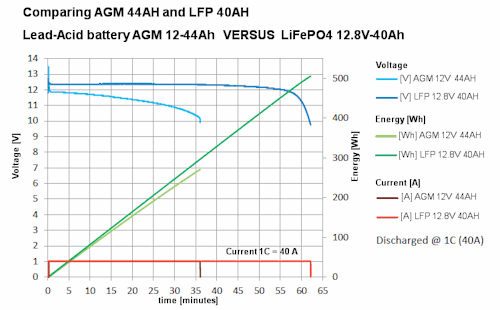 Comparing AGM 44AH and LFP 40AH
Lead-Acid battery AGM 12-44Ah VERSUS LiFePO4 12.8V-40Ah
Voltage [V]
14
13
12
11
10
9
8
7
6
5
4
3
2
1
0
0
5
10
15
20
25
30
35
40
45
50
55
60
65
time [minutes]
500
400
300
200
100
0
Energy [Wh]
Current 1C = 40 A
Voltage
[V] AGM 12V 44AH
[V] LFP 12.8V 40AH
Energy [Wh]
[Wh] AGM 12V 44AH
[Wh] LFP 12.8V 40AH
Current [A]
[A] AGM 12V 44AH
[A] LFP 12.8V 40AH
Discharged @ 1C (40A)